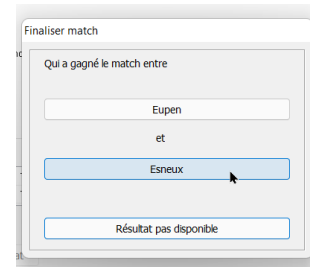 Finaliser match
Qui a gagné le match entre
Eupen
et
Esneux
Résultat pas disponible